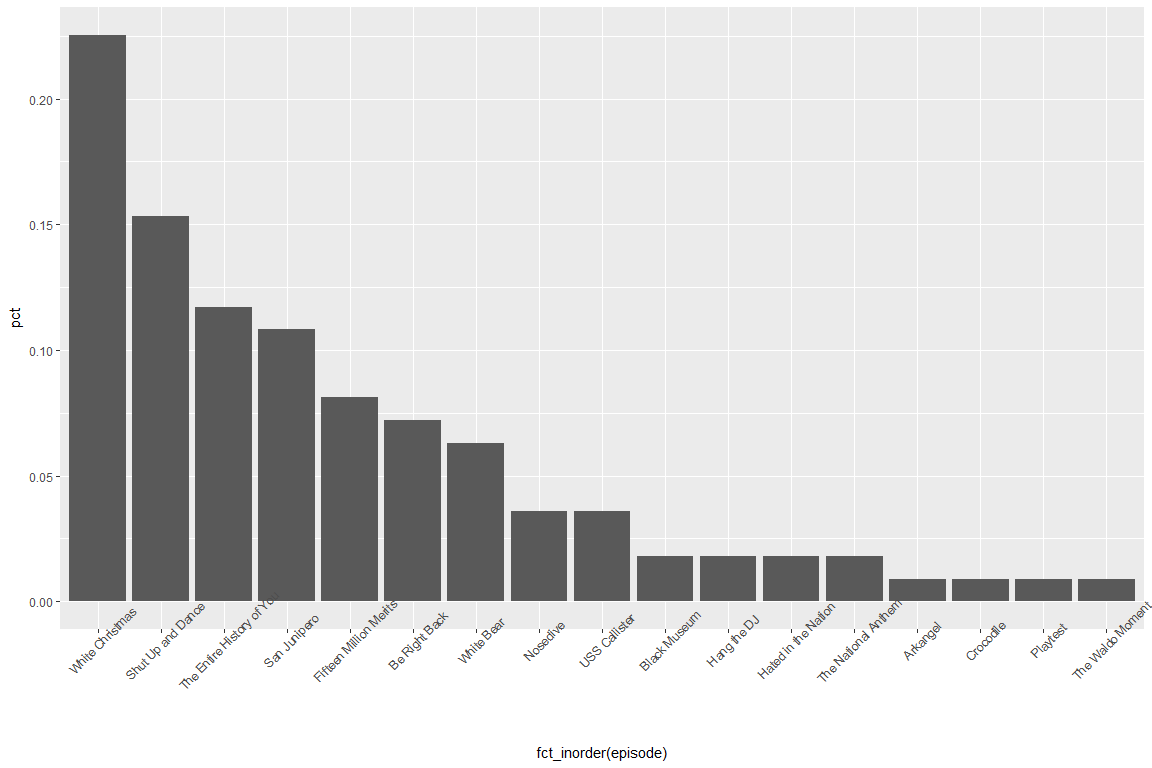 pct
0.20
0.15
0.10
0.05
0.00
White Christmas
Shut Up and Dance
The Entire History of You
San Junipero
Fifteen Million Merits
Be Right Back
White Bear
Nosedive
USS Callister
Black Museum
Hang the DJ
Hated in the Nation
The National Anthem
Arkangel
Crocodile
Playtest
The Waldo Moment
fct_inorder(episode)